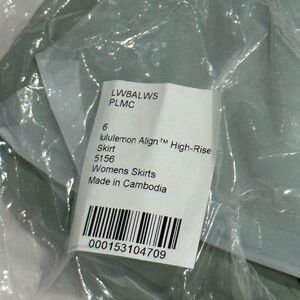 LW8ALWS
PLMC
6
lululemon Align™ High-Rise
Skirt
5156
Womens Skirts
Made in Cambodia
000153104709